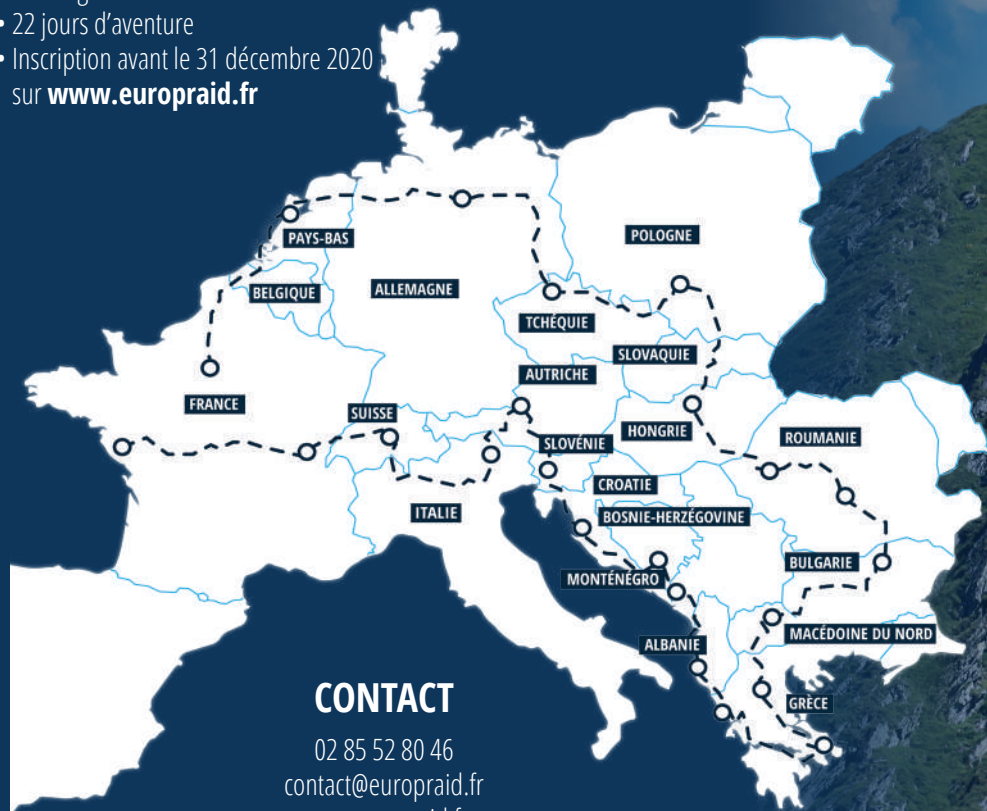 • 22 jours d’aventure
• Inscription avant le 31 décembre 2020
sur www.europraid.fr
PAYS-BAS
POLOGNE
BELGIQUE
ALLEMAGNE
TCHÉQUIE
SLOVAQUIE
AUTRICHE
FRANCE
SUISSE
SLOVÉNIE
HONGRIE
ROUMANIE
CROATIE
ITALIE
BOSNIE-HERZÉGOVINE
BULGARIE
MONTÉNÉGRO
MACÉDOINE DU NORD
ALBANIE
GRÈCE
CONTACT
02 85 52 80 46
contact@europraid.fr